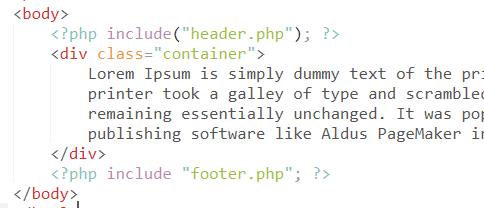 <body>
<?php include("header.php"); ?>
<div class="container">
Lorem Ipsum is simply dummy text of the pri
printer took a galley of type and scrambled
remaining essentially unchanged. It was pop
publishing software like Aldus PageMaker in
</div>
<?php include "footer.php"; ?>
</body>